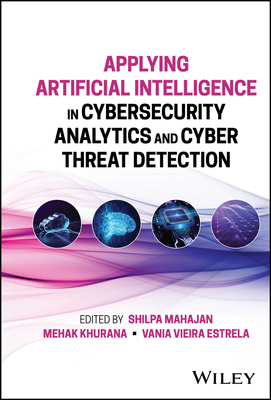 APPLYING
ARTIFICIAL INTELLIGENCE
IN CYBERSECURITY
ANALYTICS AND CYBER
THREAT DETECTION
EDITED BY SHILPA MAHAJAN
MEHAK KHURANA ▪ VANIA VIEIRA ESTRELA
WILEY